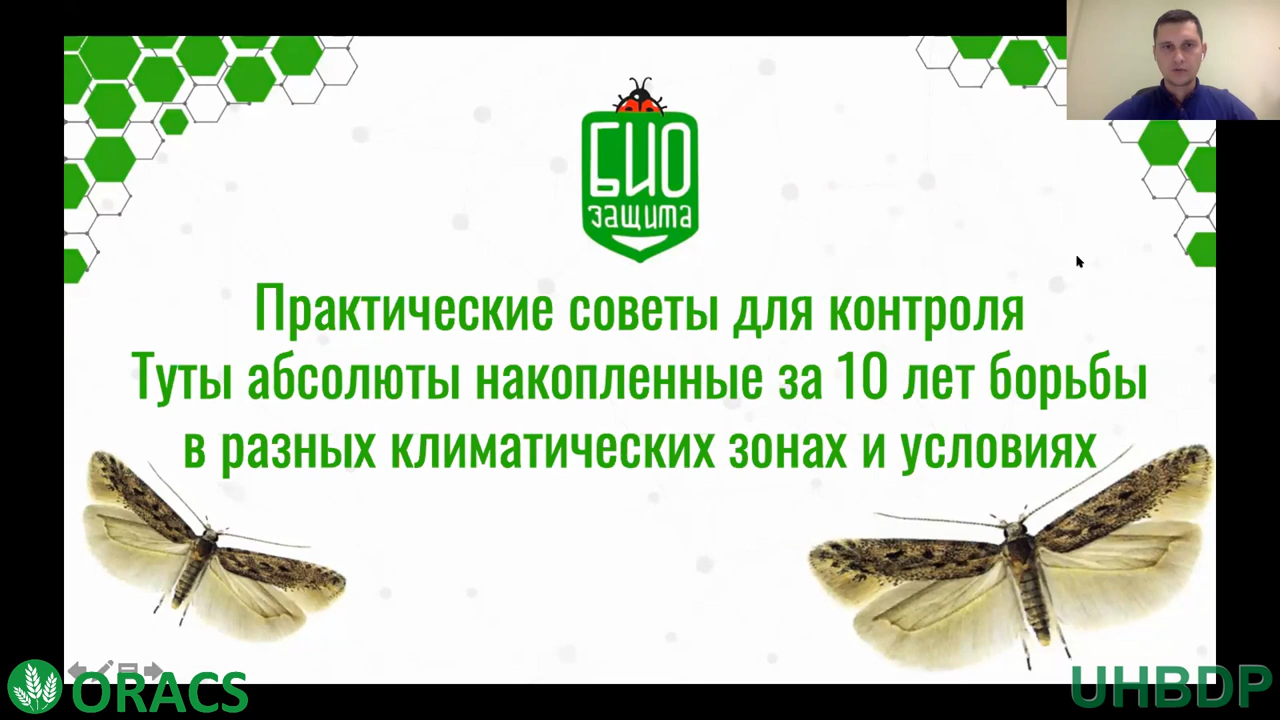 БИО
защита
Практические советы для контроля
Туты абсолюты накопленные за 10 лет борьбы
в разных климатических зонах и условиях
ORACS
UHBDP